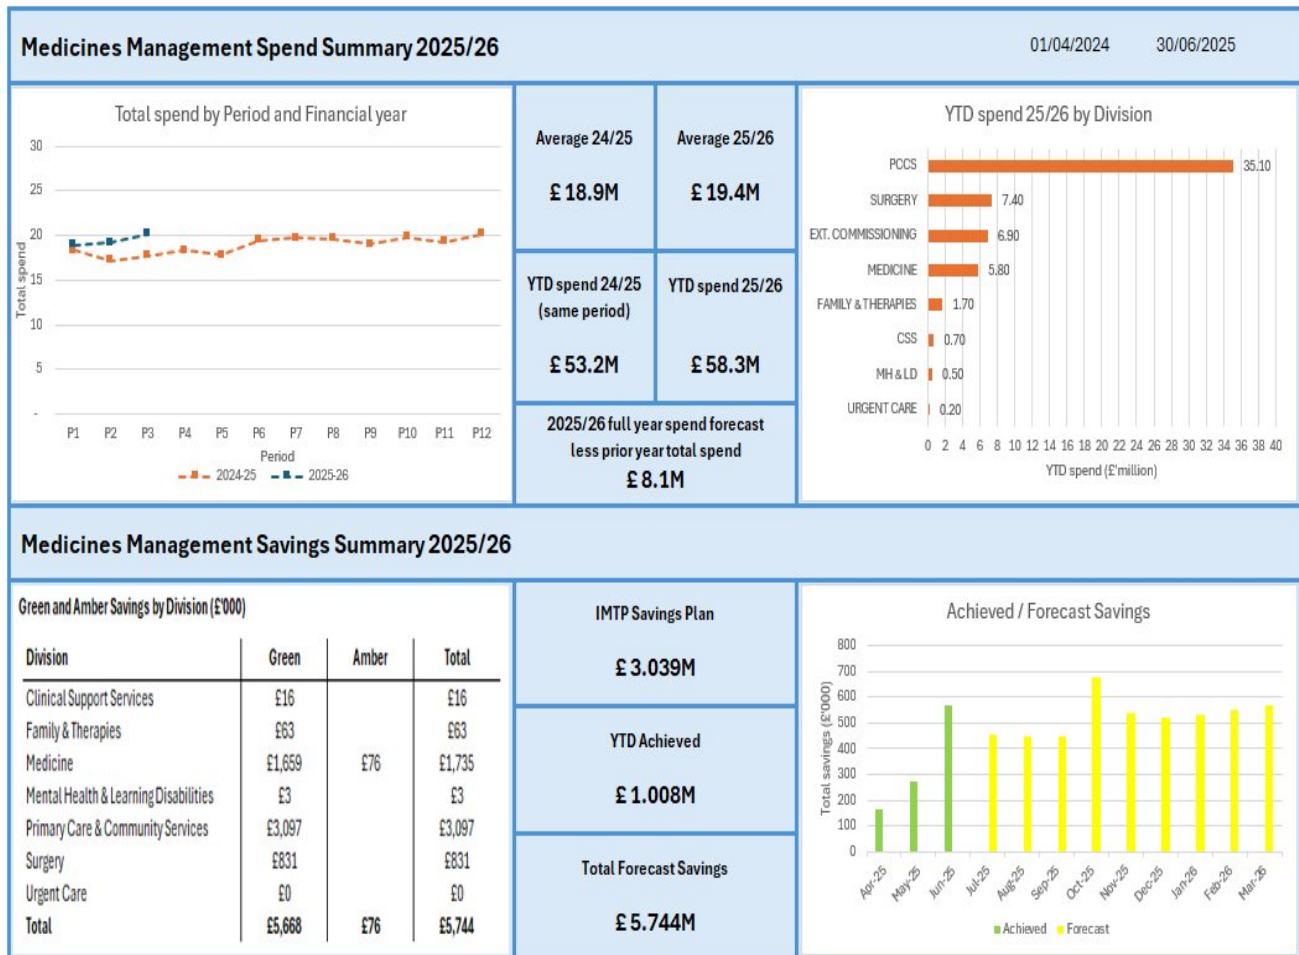 Medicines Management Spend Summary 2025/26
01/04/2024 30/06/2025
Total spend by Period and Financial year
30
25
20
15
10
5
-
Total spend
P1 P2 P3 P4 P5 P6 P7 P8 P9 P10 P11 P12
Period
2024-25 2025-26
Average 24/25
£ 18.9M
Average 25/26
£ 19.4M
YTD spend 24/25
(same period)
£ 53.2M
YTD spend 25/26
£ 58.3M
2025/26 full year spend forecast
less prior year total spend
£ 8.1M
YTD spend 25/26 by Division
PCCS 35.10
SURGERY 7.40
EXT. COMMISSIONING 6.90
MEDICINE 5.80
FAMILY & THERAPIES 1.70
CSS 0.70
MH & LD 0.50
URGENT CARE 0.20
0 2 4 6 8 10 12 14 16 18 20 22 24 26 28 30 32 34 36 38 40
YTD spend (£'million)
Medicines Management Savings Summary 2025/26
Green and Amber Savings by Division (£'000)
Division Green Amber Total
Clinical Support Services £16 £16
Family & Therapies £63 £63
Medicine £1,659 £76 £1,735
Mental Health & Learning Disabilities £3 £3
Primary Care & Community Services £3,097 £3,097
Surgery £831 £831
Urgent Care £0 £0
Total £5,668 £76 £5,744
IMTP Savings Plan
£ 3.039M
YTD Achieved
£ 1.008M
Total Forecast Savings
£ 5.744M
Achieved / Forecast Savings
800
700
600
500
400
300
200
100
0
Total savings (£'000)
Apr-25 May-25 Jun-25 Jul-25 Aug-25 Sep-25 Oct-25 Nov-25 Dec-25 Jan-26 Feb-26 Mar-26
Achieved Forecast